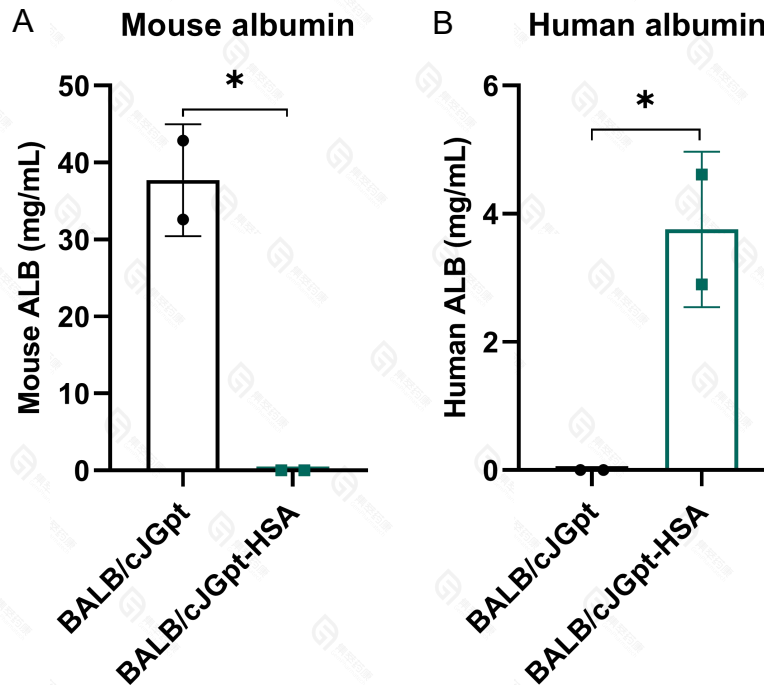 A
Mouse albumin
B
Human albumin
Mouse ALB (mg/mL)
50
40
30
20
10
0
*
BALB/cJGpt
BALB/cJGpt-HSA
Human ALB (mg/mL)
6
4
2
0
*
BALB/cJGpt
BALB/cJGpt-HSA